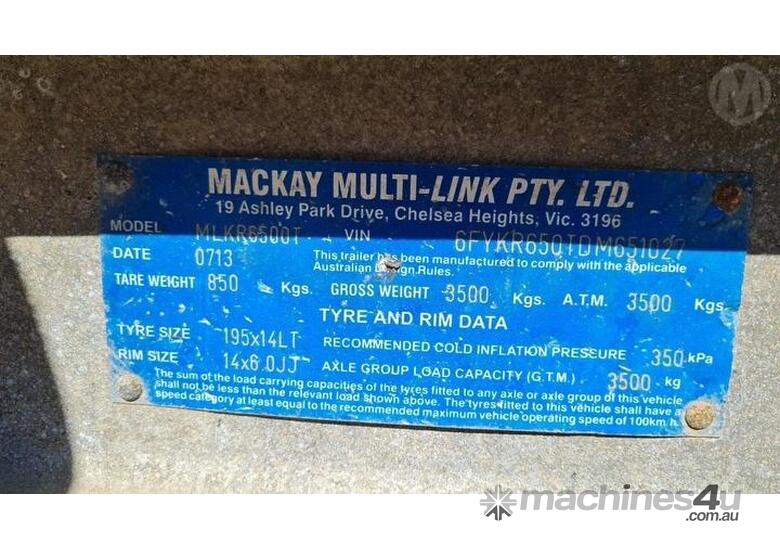 MACKAY MULTI-LINK PTY. LTD.
19 Ashley Park Drive, Chelsea Heights, Vic. 3196
MODEL MLKR6500T VIN 6FYKR650TDM651027
DATE 0713 This trailer has been manufactured to comply with the applicable
Australian Design Rules.
TARE WEIGHT 850 Kgs. GROSS WEIGHT 3500 Kgs. A.T.M. 3500 Kgs.
TYRE AND RIM DATA
TYRE SIZE 195x14LT RECOMMENDED COLD INFLATION PRESSURE 350 kPa
RIM SIZE 14x6.0JJ AXLE GROUP LOAD CAPACITY (G.T.M.) 3500 kg
The sum of the load carrying capacities of the tyres fitted to any axle or axle group of this vehicle
shall not be less than the relevant load shown above. The tyres fitted to this vehicle shall have a
speed category at least equal to the recommended maximum vehicle operating speed of 100km/h.
M
machines4u
.com.au